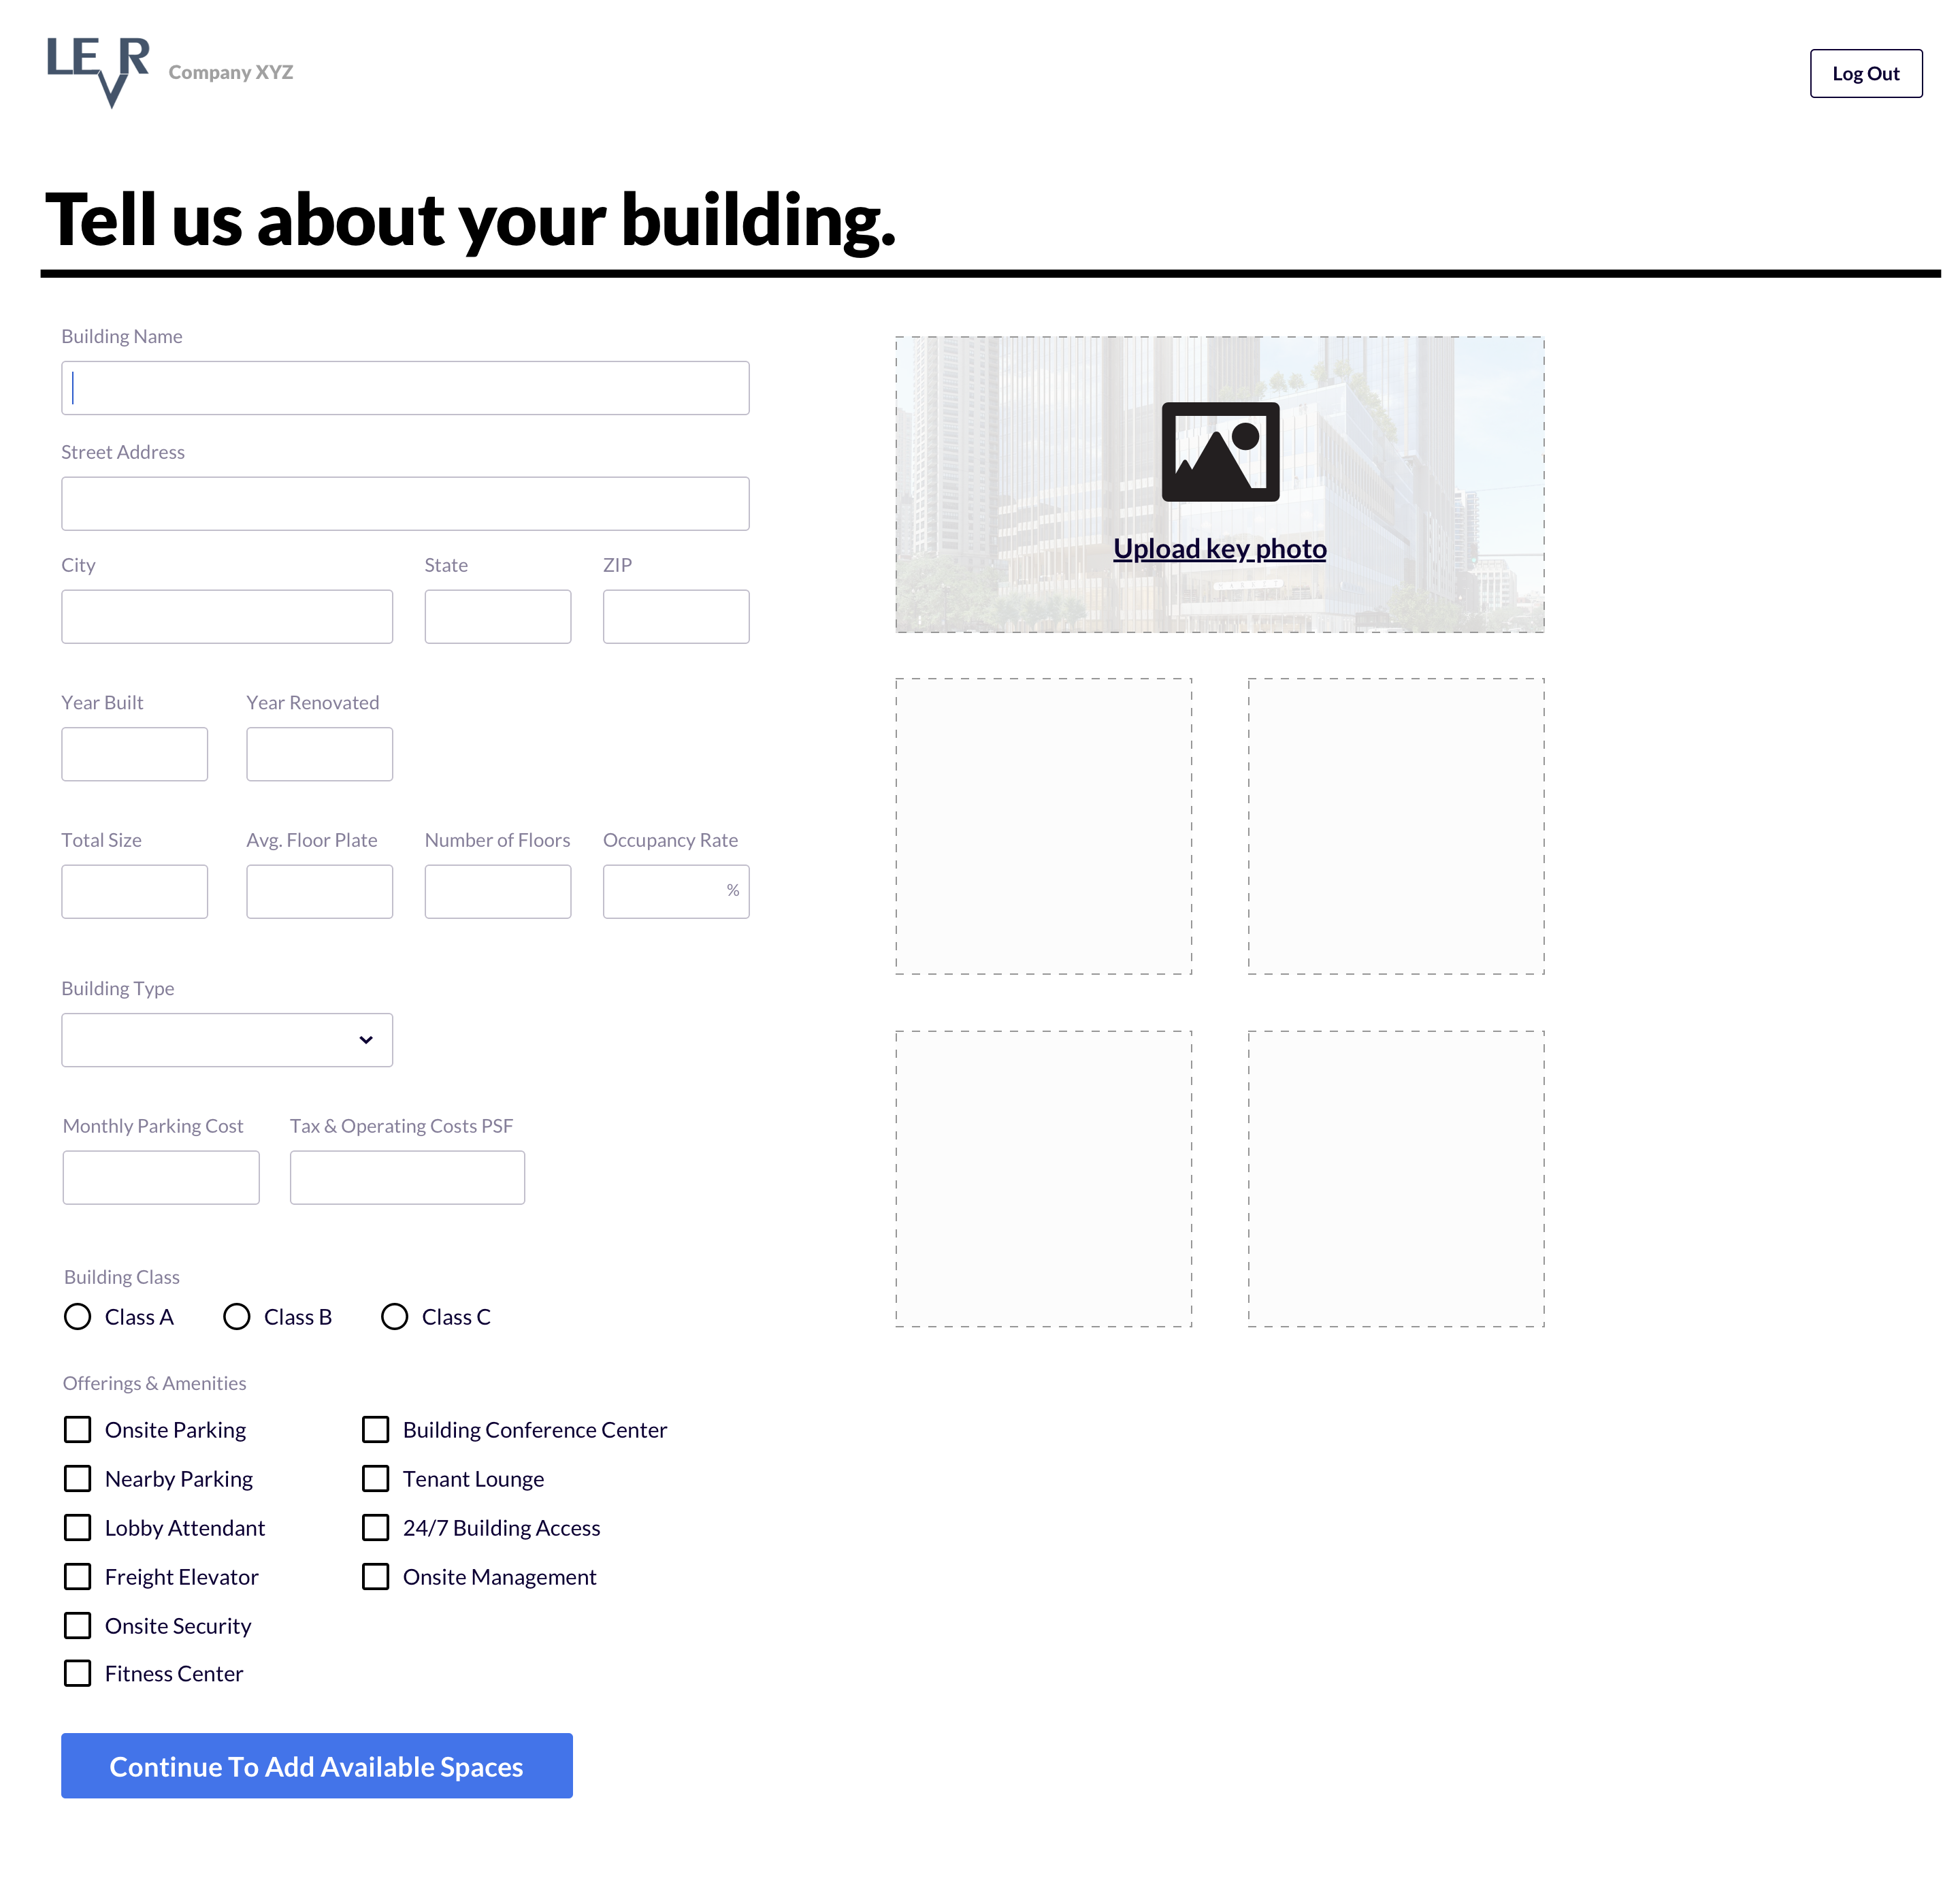 LEVR
Company XYZ
Log Out
Tell us about your building.
Building Name
Street Address
City State ZIP
Year Built Year Renovated
Total Size Avg. Floor Plate Number of Floors Occupancy Rate
%
Building Type
Monthly Parking Cost Tax & Operating Costs PSF
Building Class
Class A Class B Class C
Offerings & Amenities
Onsite Parking Building Conference Center
Nearby Parking Tenant Lounge
Lobby Attendant 24/7 Building Access
Freight Elevator Onsite Management
Onsite Security
Fitness Center
Continue To Add Available Spaces
Upload key photo